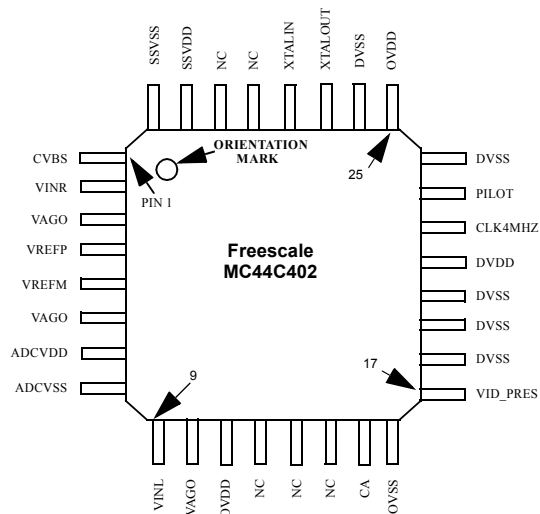 SSVSS
SSVDD
NC
NC
XTALIN
XTALOUT
DVSS
OVDD
ORIENTATION
MARK
25
PIN 1
CVBS
VINR
VAGO
VREFP
VREFM
VAGO
ADCVDD
ADCVSS
Freescale
MC44C402
DVSS
PILOT
CLK4MHZ
DVDD
DVSS
DVSS
DVSS
VID_PRES
9
17
VINL
VAGO
OVDD
NC
NC
NC
CA
OVSS